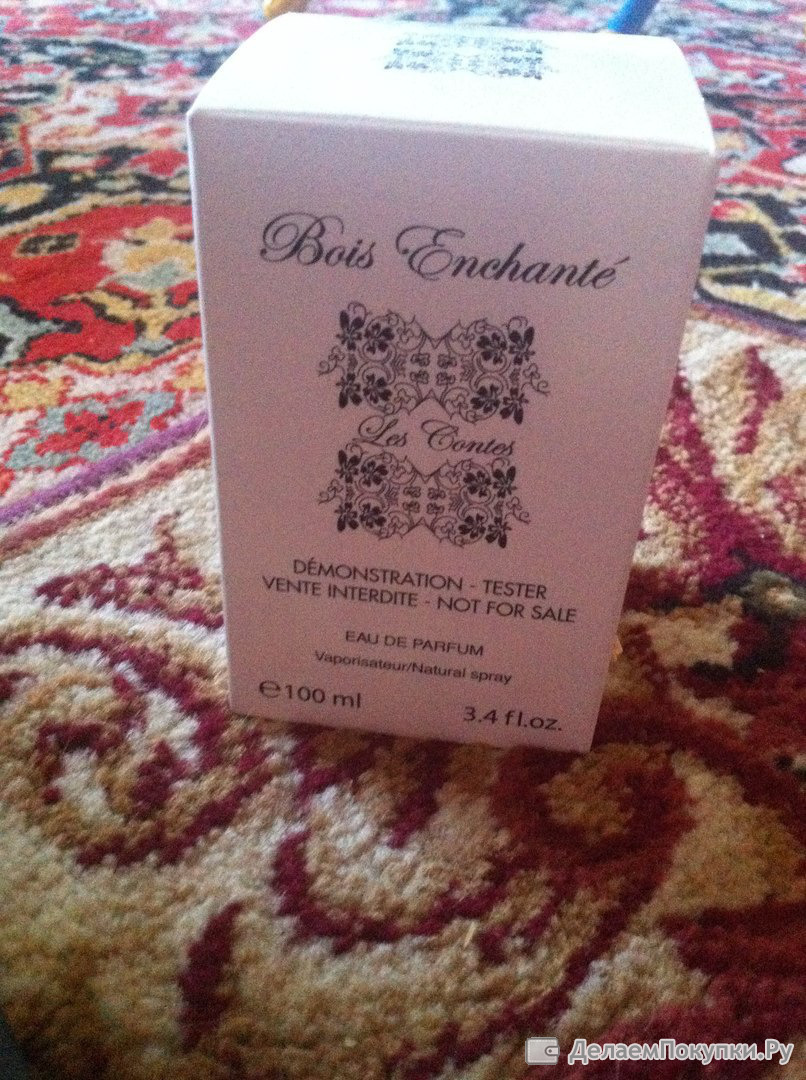 Bois Enchanté
Les Contes
DÉMONSTRATION - TESTER
VENTE INTERDITE - NOT FOR SALE
EAU DE PARFUM
Vaporisateur/Natural spray
℮100 ml
3.4 fl.oz.
ДелаемПокупки.Ру